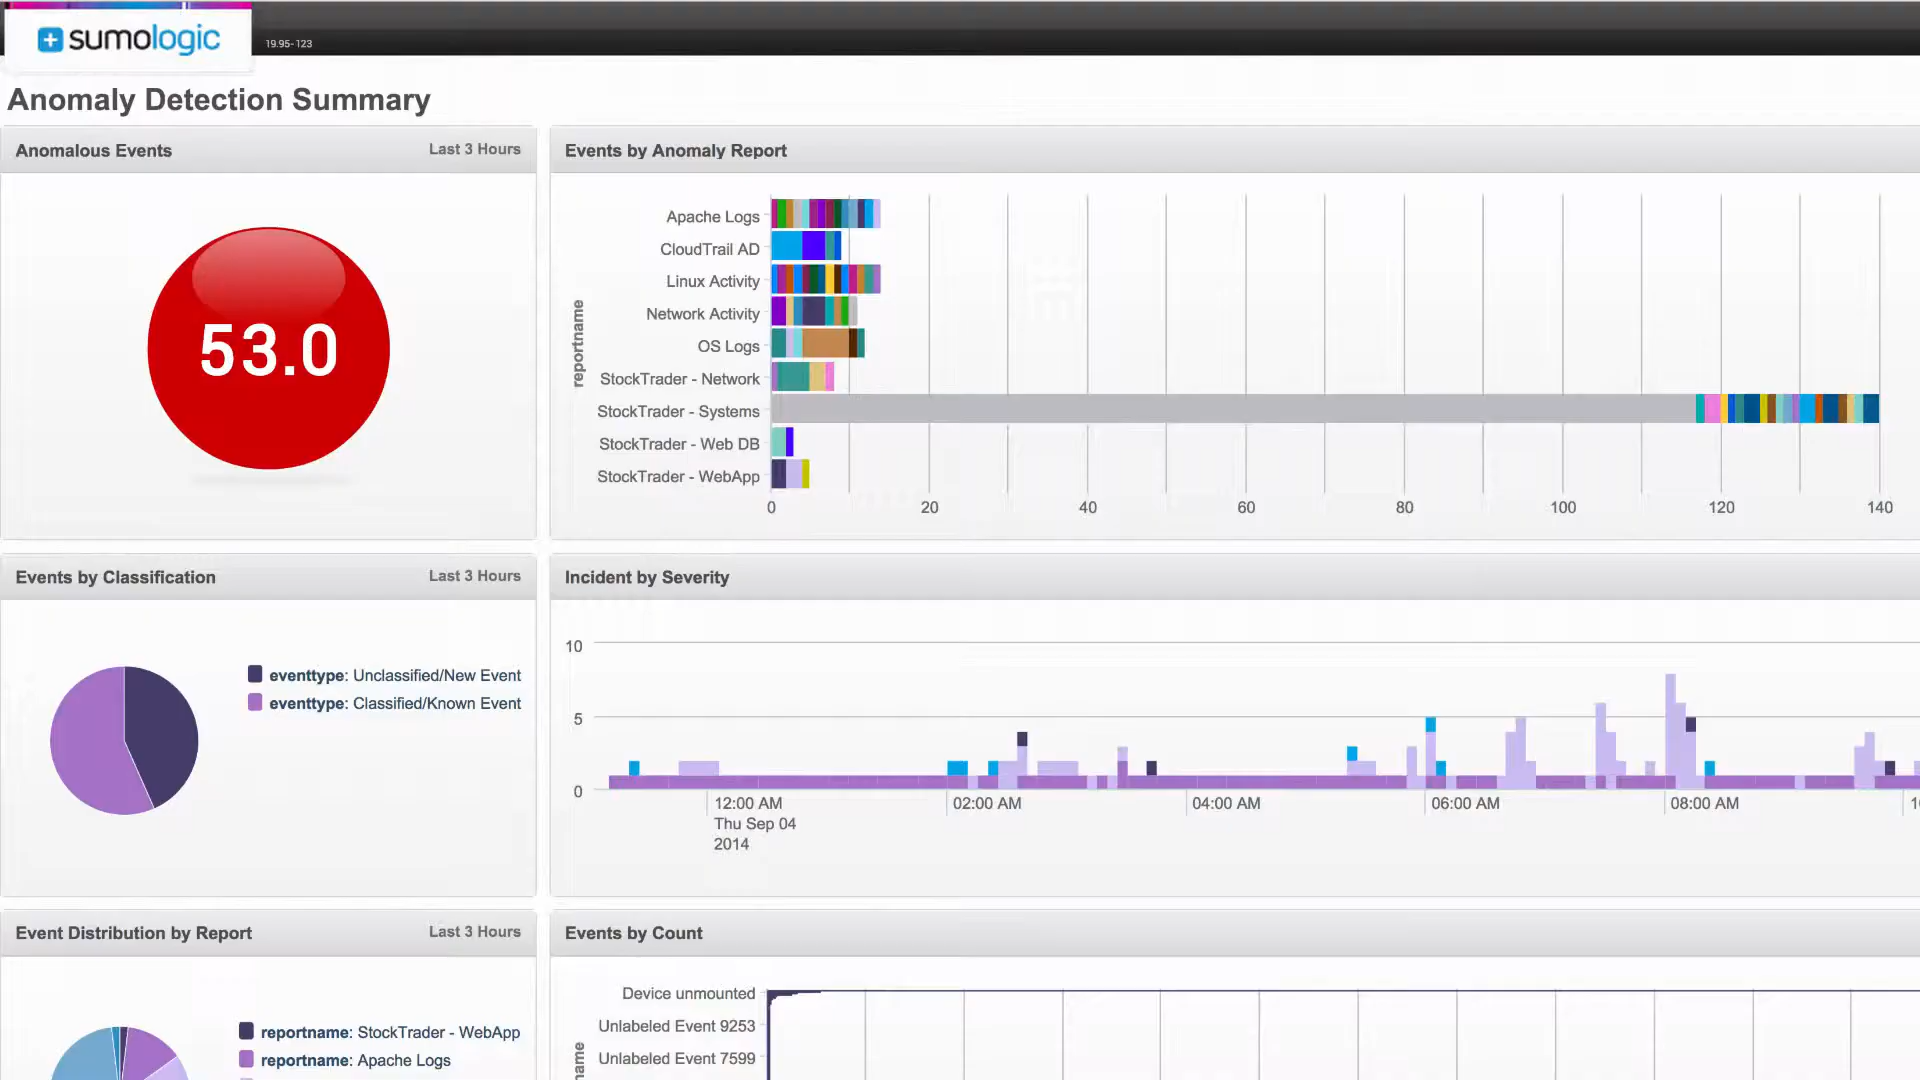 sumologic
19.95-123
Anomaly Detection Summary
Anomalous Events
Last 3 Hours
53.0
Events by Anomaly Report
reportname
Apache Logs
CloudTrail AD
Linux Activity
Network Activity
OS Logs
StockTrader - Network
StockTrader - Systems
StockTrader - Web DB
StockTrader - WebApp
0 20 40 60 80 100 120 140
Events by Classification
Last 3 Hours
eventtype: Unclassified/New Event
eventtype: Classified/Known Event
Incident by Severity
10
5
0
12:00 AM 02:00 AM 04:00 AM 06:00 AM 08:00 AM
Thu Sep 04
2014
Event Distribution by Report
Last 3 Hours
reportname: StockTrader - WebApp
reportname: Apache Logs
Events by Count
Device unmounted
Unlabeled Event 9253
Unlabeled Event 7599